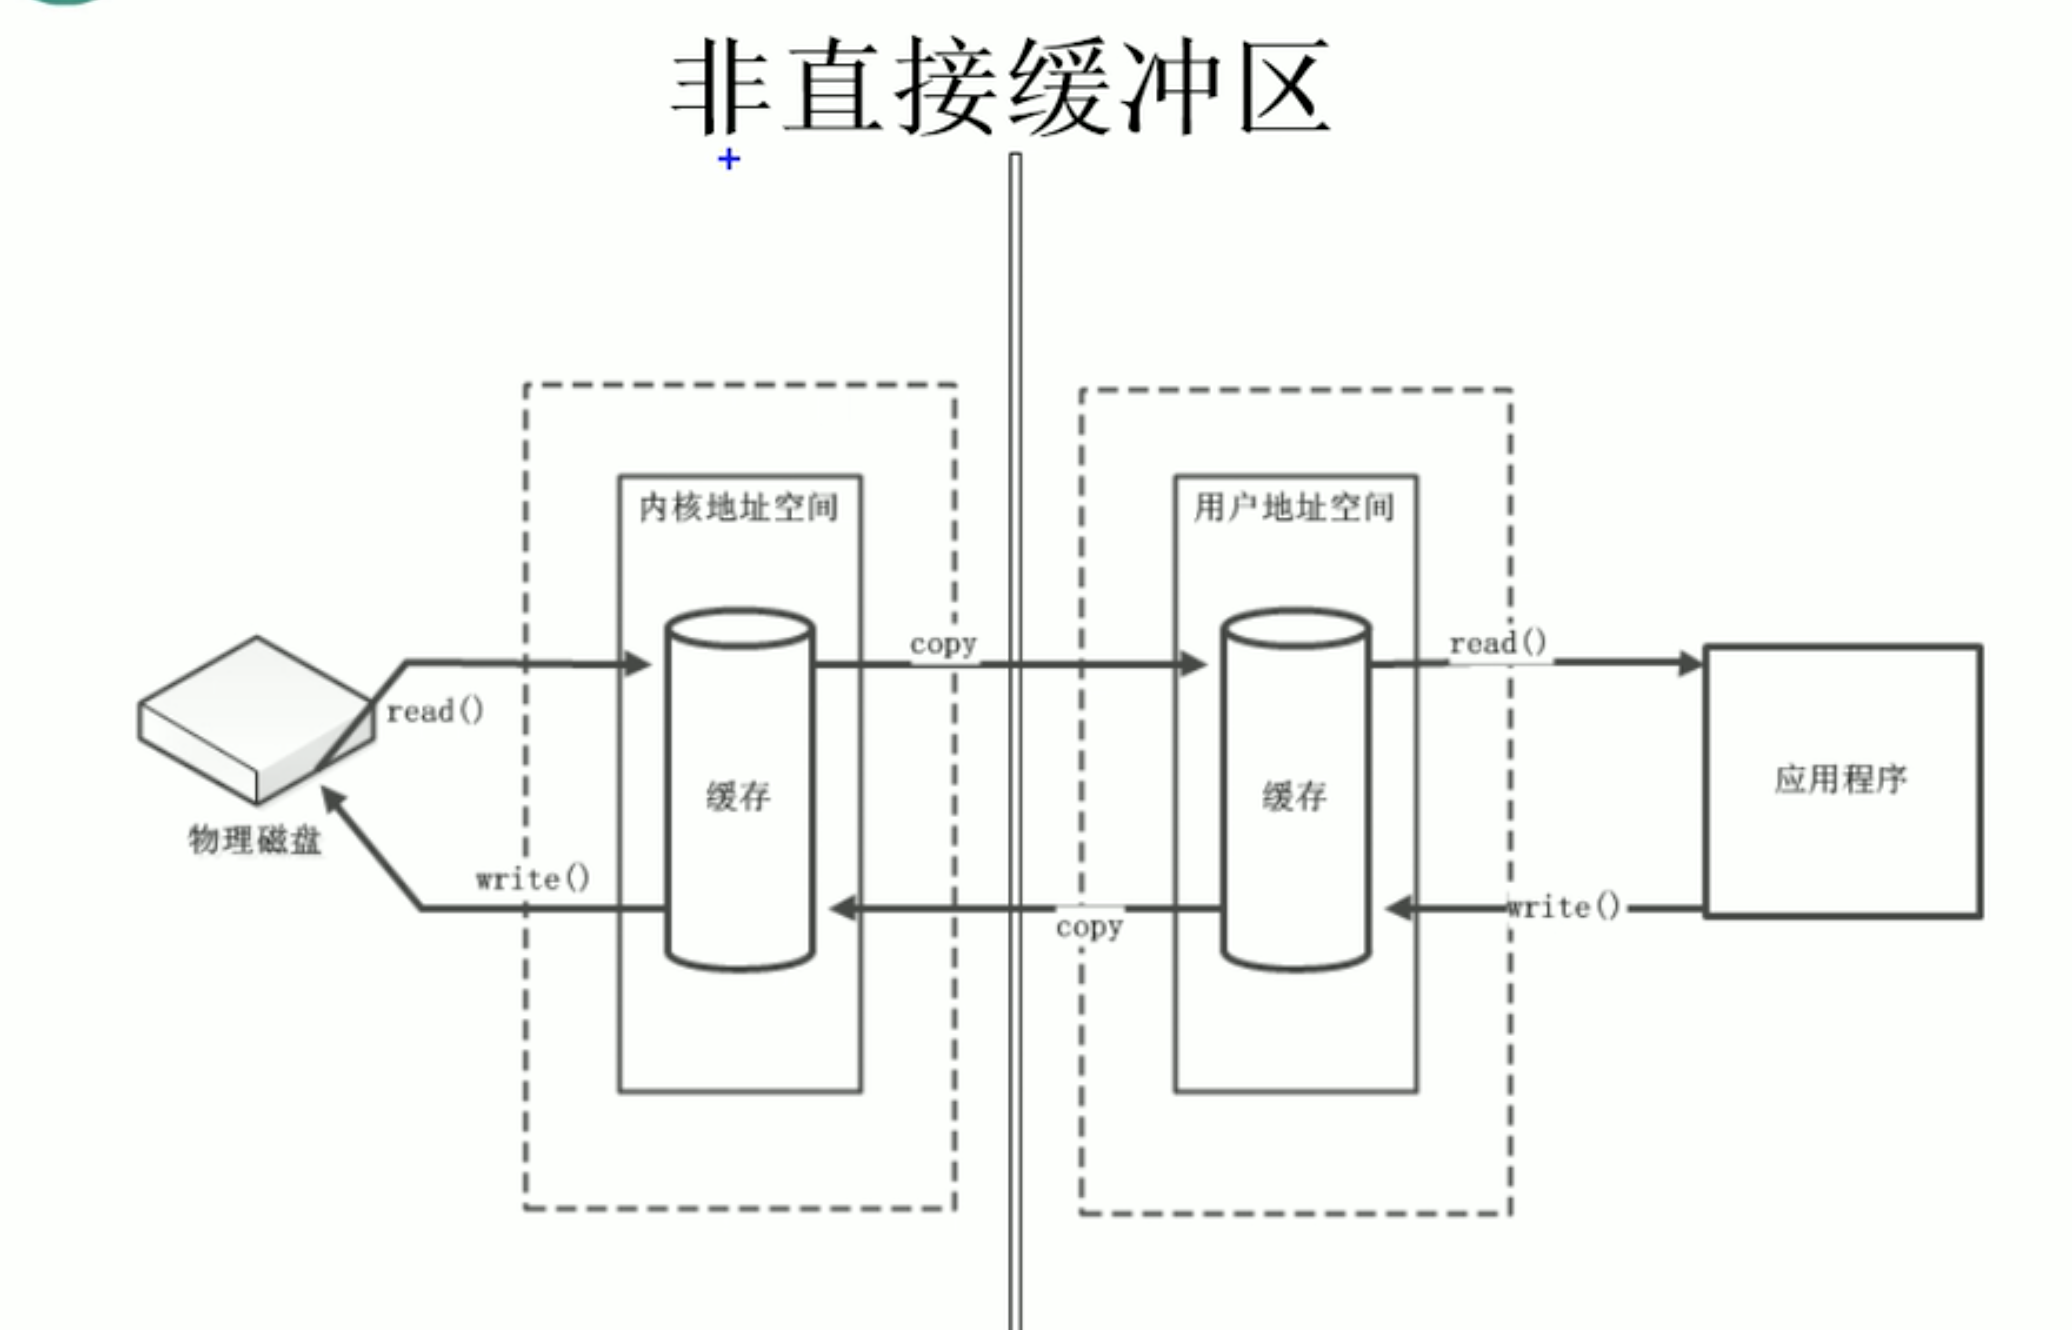 非直接缓冲区
内核地址空间
用户地址空间
copy
read()
read()
缓存
缓存
应用程序
物理磁盘
write()
write()
copy